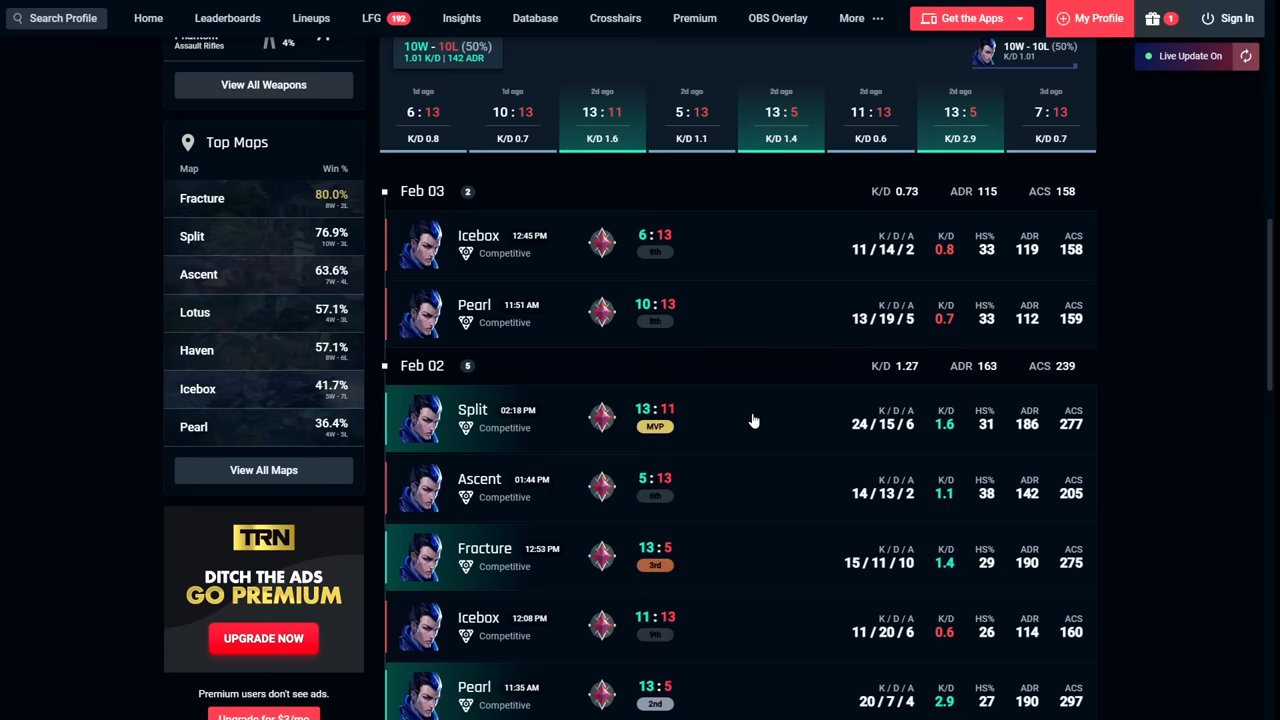 Search Profile Home Leaderboards Lineups LFG 192 Insights Database Crosshairs Premium OBS Overlay More Get the Apps My Profile 1 Sign In
Live Update On
Phantom
Assault Rifles
4%
View All Weapons
10W - 10L (50%)
1.01 K/D | 142 ADR
10W - 10L (50%)
K/D 1.01
1d ago 1d ago 2d ago 2d ago 2d ago 2d ago 2d ago 3d ago
6 : 13 10 : 13 13 : 11 5 : 13 13 : 5 11 : 13 13 : 5 7 : 13
K/D 0.8 K/D 0.7 K/D 1.6 K/D 1.1 K/D 1.4 K/D 0.6 K/D 2.9 K/D 0.7
Top Maps
Map Win %
Fracture 80.0%
8W - 2L
Split 76.9%
10W - 3L
Ascent 63.6%
7W - 4L
Lotus 57.1%
4W - 3L
Haven 57.1%
8W - 6L
Icebox 41.7%
5W - 7L
Pearl 36.4%
View All Maps
TRN
DITCH THE ADS
GO PREMIUM
UPGRADE NOW
Premium users don't see ads.
Upgrade for $3/mo
Feb 03 2 K/D 0.73 ADR 115 ACS 158
Icebox 12:45 PM
Competitive
6 : 13
8th
K / D / A K/D HS% ADR ACS
11 / 14 / 2 0.8 33 119 158
Pearl 11:51 AM
Competitive
10 : 13
8th
K / D / A K/D HS% ADR ACS
13 / 19 / 5 0.7 33 112 159
Feb 02 5 K/D 1.27 ADR 163 ACS 239
Split 02:18 PM
Competitive
13 : 11
MVP
K / D / A K/D HS% ADR ACS
24 / 15 / 6 1.6 31 186 277
Ascent 01:44 PM
Competitive
5 : 13
6th
K / D / A K/D HS% ADR ACS
14 / 13 / 2 1.1 38 142 205
Fracture 12:53 PM
Competitive
13 : 5
3rd
K / D / A K/D HS% ADR ACS
15 / 11 / 10 1.4 29 190 275
Icebox 12:08 PM
Competitive
11 : 13
9th
K / D / A K/D HS% ADR ACS
11 / 20 / 6 0.6 26 114 160
Pearl 11:35 AM
Competitive
13 : 5
2nd
K / D / A K/D HS% ADR ACS
20 / 7 / 4 2.9 27 190 297